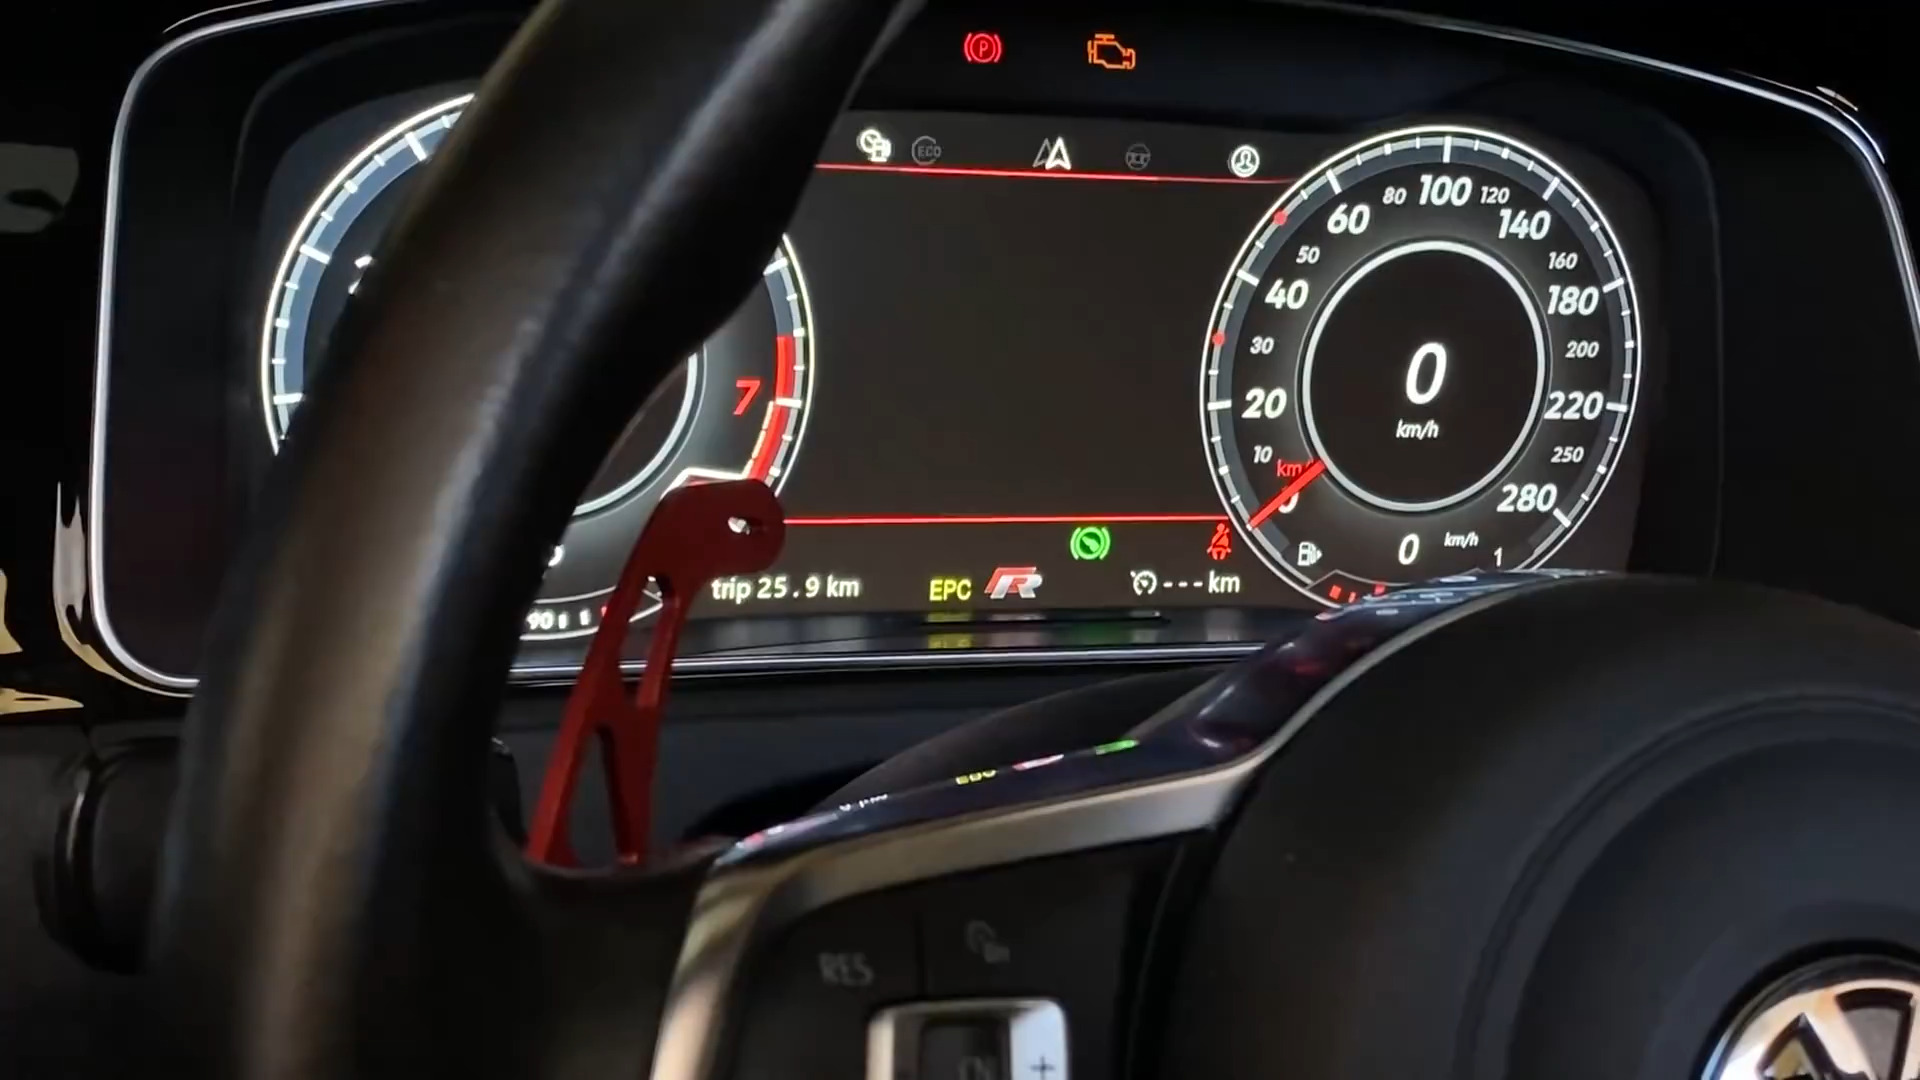 P
ECO
80 100 120
60 140
50 160
40 180
30 200
20 220
10 250
280
7
0
km/h
km/
0 km/h 1
trip 25.9 km
EPC R
--- km
90
RES
+